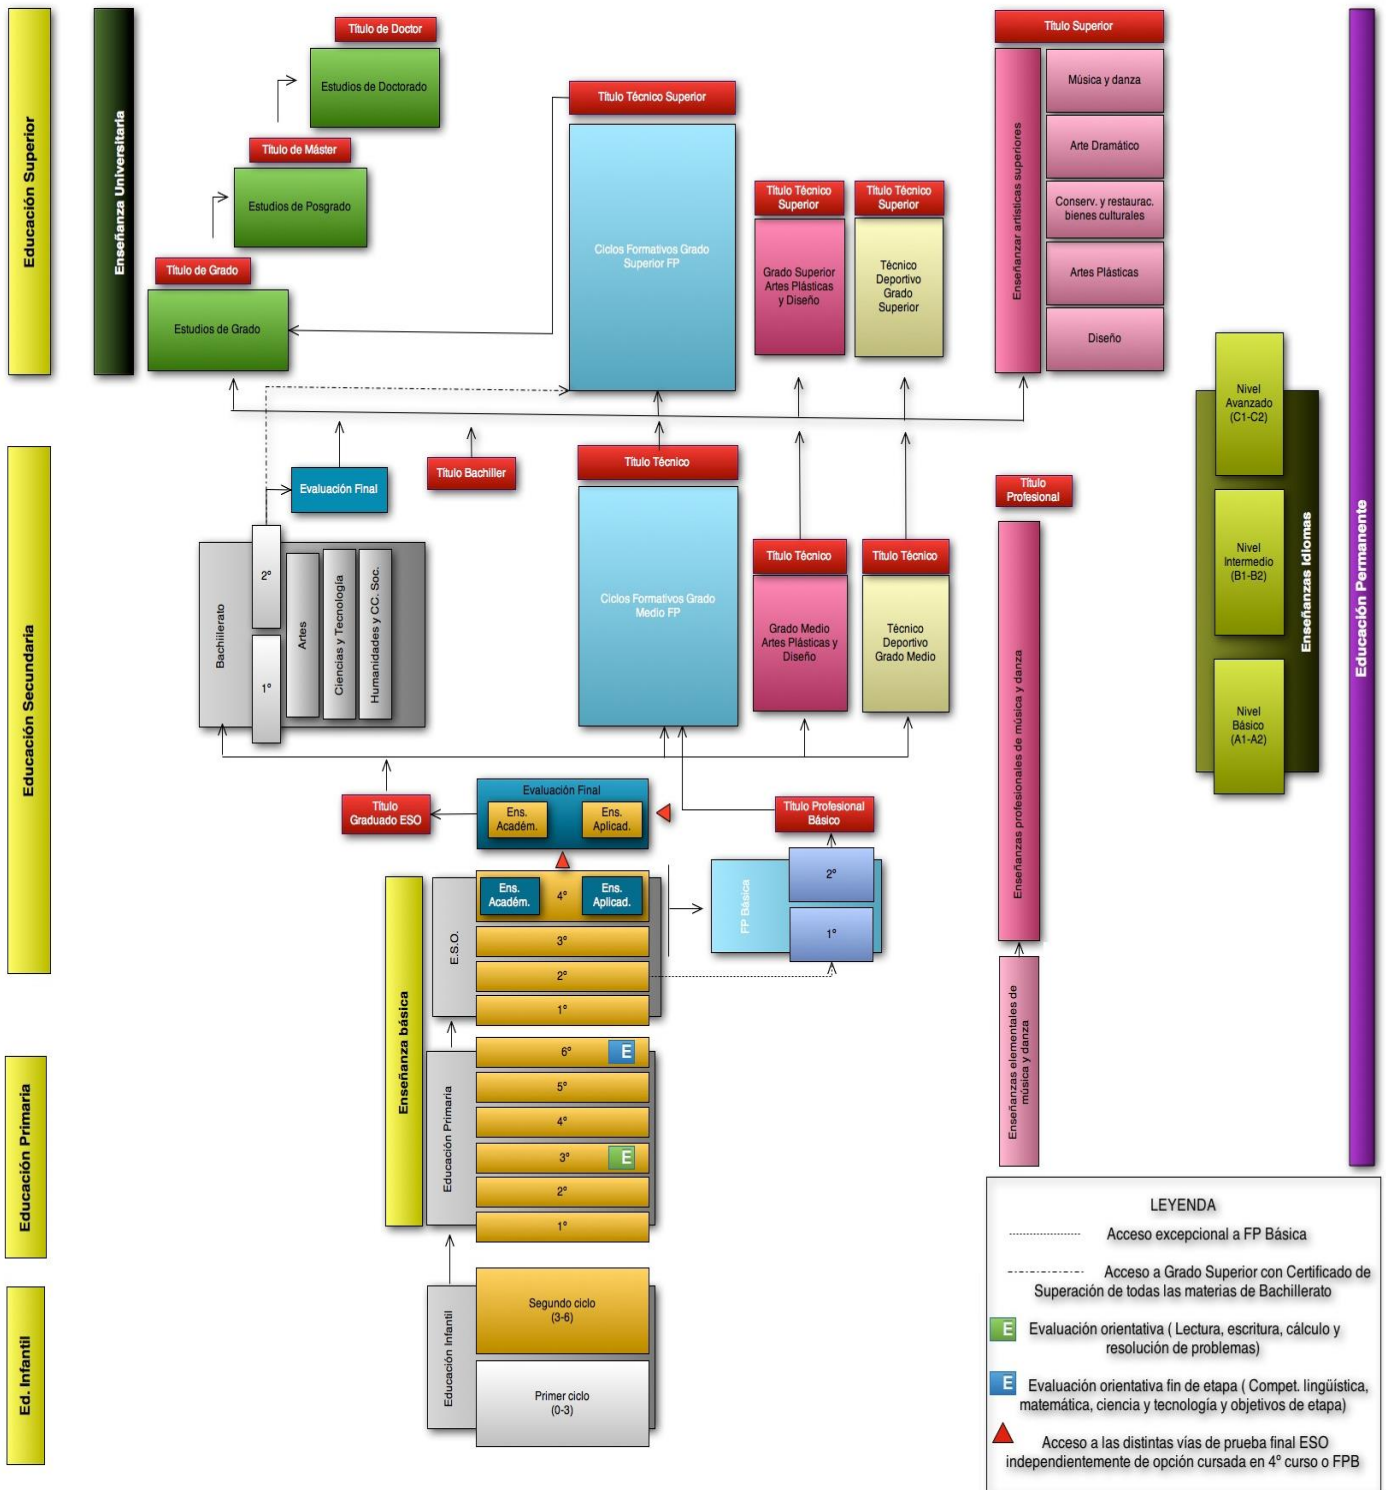 Educación Superior
Enseñanza Universitaria
Título de Doctor
Estudios de Doctorado
Título de Máster
Estudios de Posgrado
Título de Grado
Estudios de Grado
Título Técnico Superior
Ciclos Formativos Grado
Superior FP
Título Técnico
Superior
Grado Superior
Artes Plásticas
y Diseño
Título Técnico
Superior
Técnico
Deportivo
Grado
Superior
Título Superior
Enseñanzar artísticas superiores
Música y danza
Arte Dramático
Conserv. y restaurac.
bienes culturales
Artes Plásticas
Diseño
Educación Permanente
Enseñanzas Idiomas
Nivel
Avanzado
(C1-C2)
Nivel
Intermedio
(B1-B2)
Nivel
Básico
(A1-A2)
Educación Secundaria
Evaluación Final
Título Bachiller
Bachiilerato
2º
1º
Artes
Ciencias y Tecnología
Humanidades y CC. Soc.
Título Técnico
Ciclos Formativos Grado
Medio FP
Título Técnico
Grado Medio
Artes Plásticas y
Diseño
Título Técnico
Técnico
Deportivo
Grado Medio
Título
Profesional
Enseñanzas profesionales de música y danza
Enseñanzas elementales de
música y danza
Título
Graduado ESO
Evaluación Final
Ens.
Académ.
Ens.
Aplicad.
Título Profesional
Básico
FP Básica
2º
1º
Enseñanza básica
E.S.O.
Ens.
Académ.
4º
Ens.
Aplicad.
3º
2º
1º
Educación Primaria
Educación Primaria
6º
E
5º
4º
3º
E
2º
1º
Ed. Infantil
Educación Infantil
Segundo ciclo
(3-6)
Primer ciclo
(0-3)
LEYENDA
Acceso excepcional a FP Básica
Acceso a Grado Superior con Certificado de
Superación de todas las materias de Bachillerato
E Evaluación orientativa ( Lectura, escritura, cálculo y
resolución de problemas)
E Evaluación orientativa fin de etapa ( Compet. lingüística,
matemática, ciencia y tecnología y objetivos de etapa)
Acceso a las distintas vías de prueba final ESO
independientemente de opción cursada en 4º curso o FPB